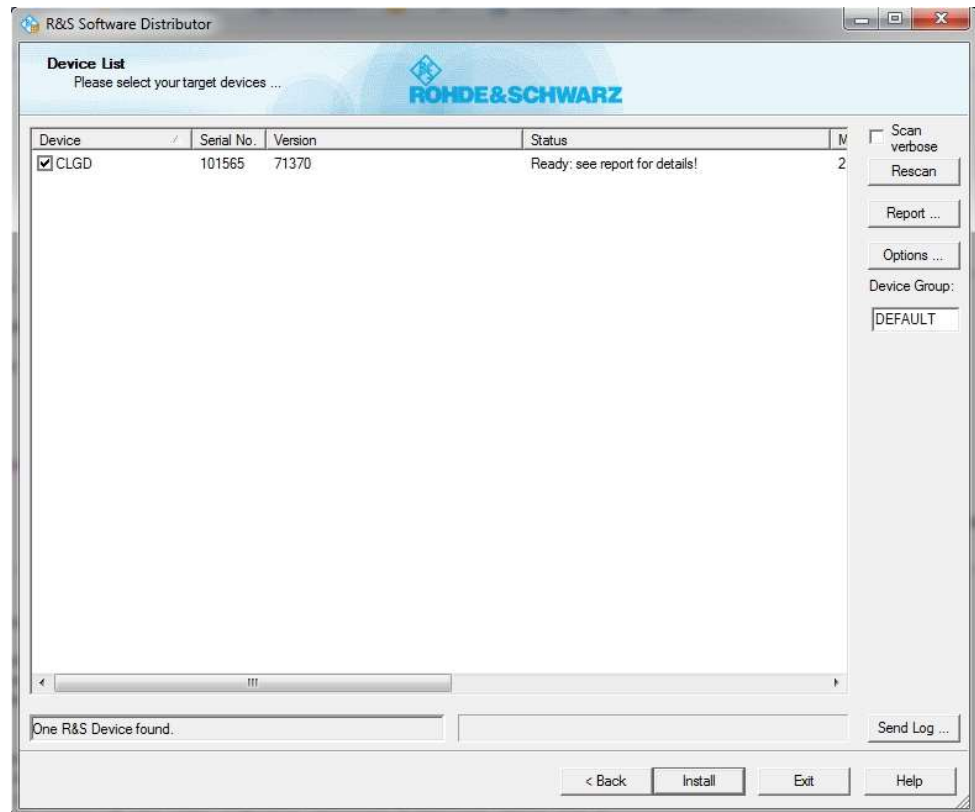 R&S Software Distributor
Device List
Please select your target devices ...
ROHDE&SCHWARZ
Device Serial No. Version Status M
CLGD 101565 71370 Ready: see report for details! 2
Scan
verbose
Rescan
Report ...
Options ...
Device Group:
DEFAULT
One R&S Device found.
Send Log ...
< Back Install Exit Help